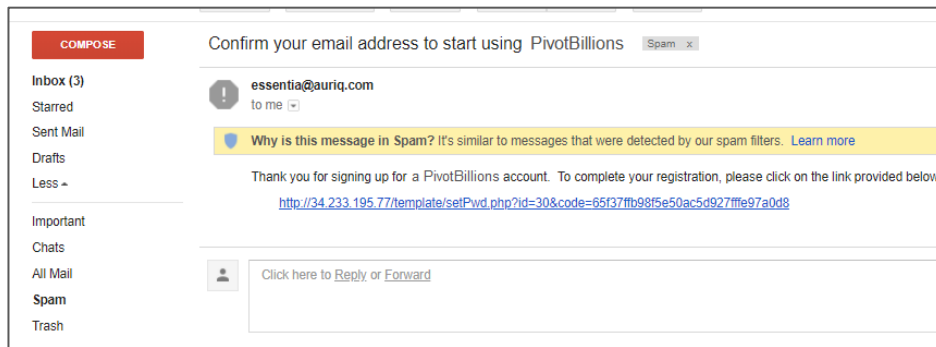 COMPOSE
Inbox (3)
Starred
Sent Mail
Drafts
Less
Important
Chats
All Mail
Spam
Trash
Confirm your email address to start using PivotBillions Spam x
essentia@auriq.com
to me
Why is this message in Spam? It's similar to messages that were detected by our spam filters. Learn more
Thank you for signing up for a PivotBillions account. To complete your registration, please click on the link provided below
http://34.233.195.77/template/setPwd.php?id=30&code=65f37ffb98f5e50ac5d927fffe97a0d8
Click here to Reply or Forward